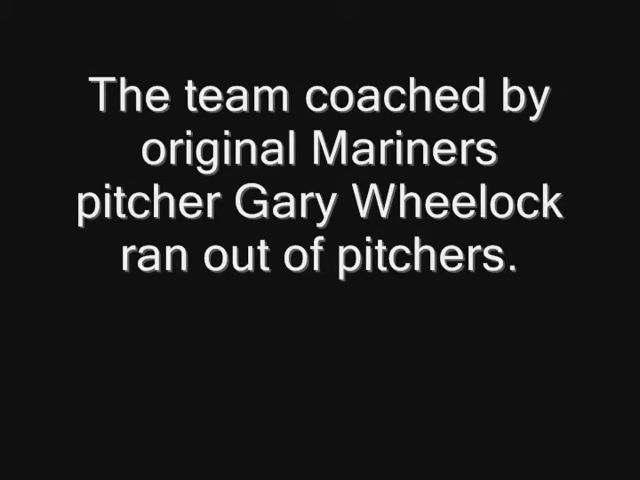 The team coached by
original Mariners
pitcher Gary Wheelock
ran out of pitchers.